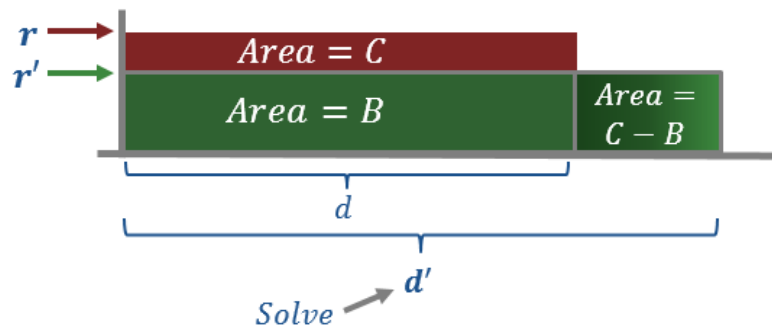 r
Area = C
r'
Area = B
Area =
C − B
d
d'
Solve